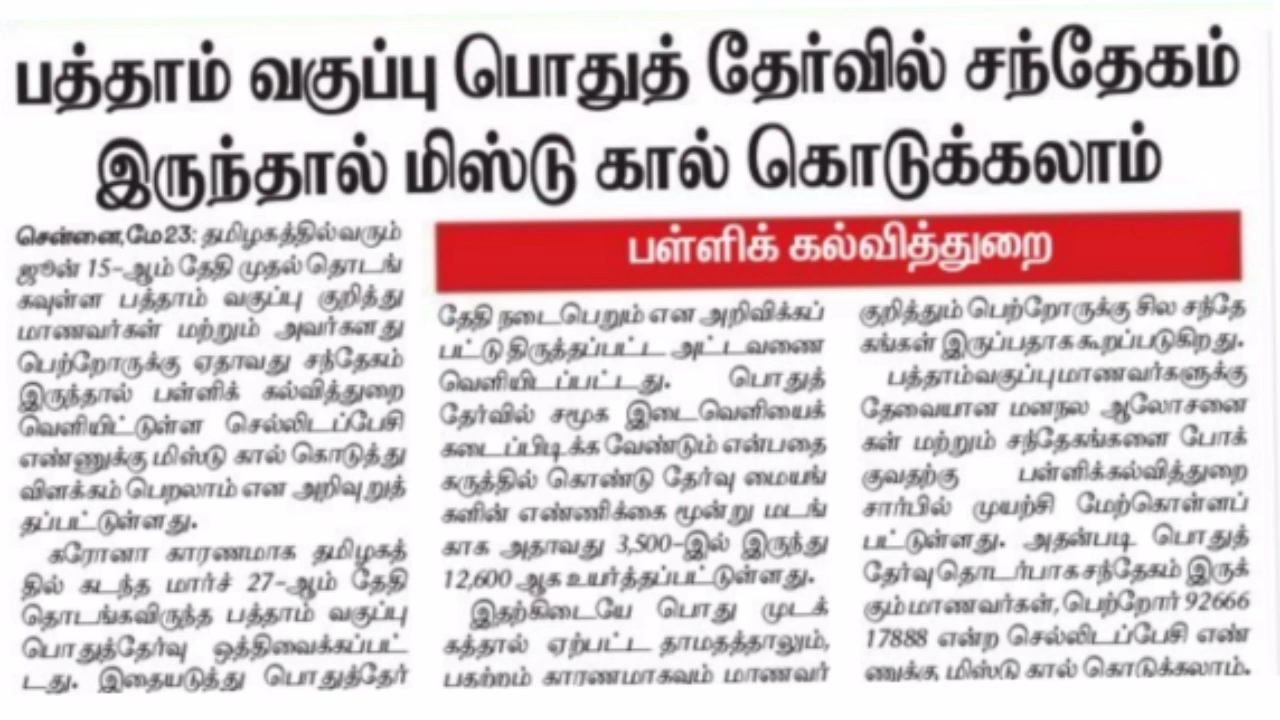 பத்தாம் வகுப்பு பொதுத் தேர்வில் சந்தேகம்
இருந்தால் மிஸ்டு கால் கொடுக்கலாம்
சென்னை,மே 23: தமிழகத்தில் வரும்
ஜூன் 15-ஆம் தேதி முதல் தொடங்
கவுள்ள பத்தாம் வகுப்பு குறித்து
மாணவர்கள் மற்றும் அவர்களது
பெற்றோருக்கு ஏதாவது சந்தேகம்
இருந்தால் பள்ளிக் கல்வித்துறை
வெளியிட்டுள்ள செல்லிடப்பேசி
எண்ணுக்கு மிஸ்டு கால் கொடுத்து
விளக்கம் பெறலாம் என அறிவுறுத்
தப்பட்டுள்ளது.
கரோனா காரணமாக தமிழகத்
தில் கடந்த மார்ச் 27-ஆம் தேதி
தொடங்கவிருந்த பத்தாம் வகுப்பு
பொதுத்தேர்வு ஒத்திவைக்கப்பட்
டது. இதையடுத்து பொதுத்தேர்
பள்ளிக் கல்வித்துறை
தேதி நடைபெறும் என அறிவிக்கப்
பட்டு திருத்தப்பட்ட அட்டவணை
வெளியிடப்பட்டது. பொதுத்
தேர்வில் சமூக இடைவெளியைக்
கடைப்பிடிக்க வேண்டும் என்பதை
கருத்தில் கொண்டு தேர்வு மையங்
களின் எண்ணிக்கை மூன்று மடங்
காக அதாவது 3,500-இல் இருந்து
12,600 ஆக உயர்த்தப்பட்டுள்ளது.
இதற்கிடையே பொது முடக்
கத்தால் ஏற்பட்ட தாமதத்தாலும்,
பதற்றம் காரணமாகவும் மாணவர்
குறித்தும் பெற்றோருக்கு சில சந்தே
கங்கள் இருப்பதாக கூறப்படுகிறது.
பத்தாம் வகுப்பு மாணவர்களுக்கு
தேவையான மனநல ஆலோசனை
கள் மற்றும் சந்தேகங்களை போக்
குவதற்கு பள்ளிக்கல்வித்துறை
சார்பில் முயற்சி மேற்கொள்ளப்
பட்டுள்ளது. அதன்படி பொதுத்
தேர்வு தொடர்பாக சந்தேகம் இருக்
கும் மாணவர்கள், பெற்றோர் 92666
17888 என்ற செல்லிடப்பேசி எண்
ணுக்கு மிஸ்டு கால் கொடுக்கலாம்.